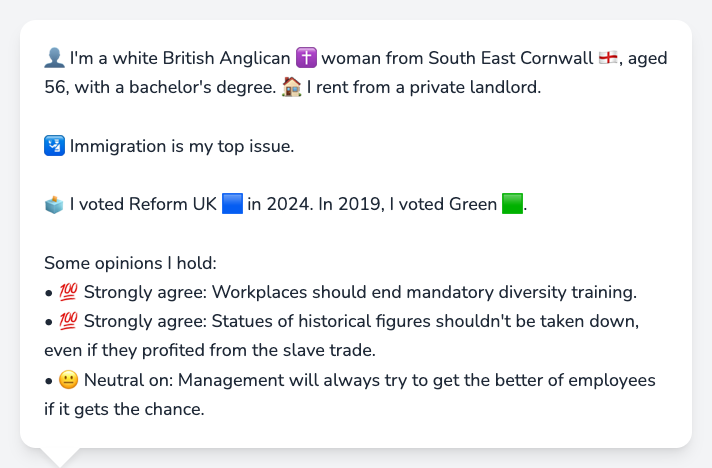 👤 I'm a white British Anglican ✝️ woman from South East Cornwall 🏴󠁧󠁢󠁥󠁮󠁧󠁿, aged
56, with a bachelor's degree. 🏠 I rent from a private landlord.
🛂 Immigration is my top issue.
🗳️ I voted Reform UK 🟦 in 2024. In 2019, I voted Green 🟩.
Some opinions I hold:
• 💯 Strongly agree: Workplaces should end mandatory diversity training.
• 💯 Strongly agree: Statues of historical figures shouldn't be taken down,
even if they profited from the slave trade.
• 😐 Neutral on: Management will always try to get the better of employees
if it gets the chance.